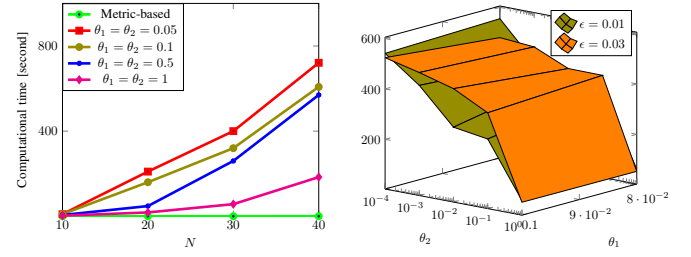 Metric-based
θ₁ = θ₂ = 0.05
θ₁ = θ₂ = 0.1
θ₁ = θ₂ = 0.5
θ₁ = θ₂ = 1
Computational time [second]
800
400
10 20 30 40
N
ϵ = 0.01
ϵ = 0.03
600
400
200
10⁻⁴ 10⁻³ 10⁻² 10⁻¹ 10⁰
θ₂
0.1 9 · 10⁻² 8 · 10⁻²
θ₁